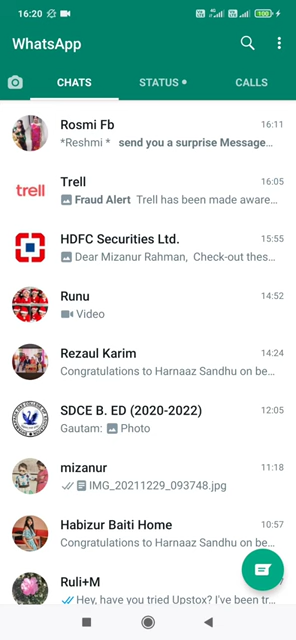 16:20
WhatsApp
CHATS STATUS CALLS
Rosmi Fb 16:11
*Reshmi * send you a surprise Message...
trell
Trell 16:05
Fraud Alert Trell has been made aware...
HDFC Securities Ltd. 15:55
Dear Mizanur Rahman, Check-out thes...
Runu 14:52
Video
Rezaul Karim 14:24
Congratulations to Harnaaz Sandhu on be...
SDCE B. ED (2020-2022) 12:05
Gautam: Photo
mizanur 11:18
IMG_20211229_093748.jpg
Habizur Baiti Home 10:57
Congratulations to Harnaaz Sandhu on be...
Ruli+M
Hey, have you tried Upstox? I've been tr...